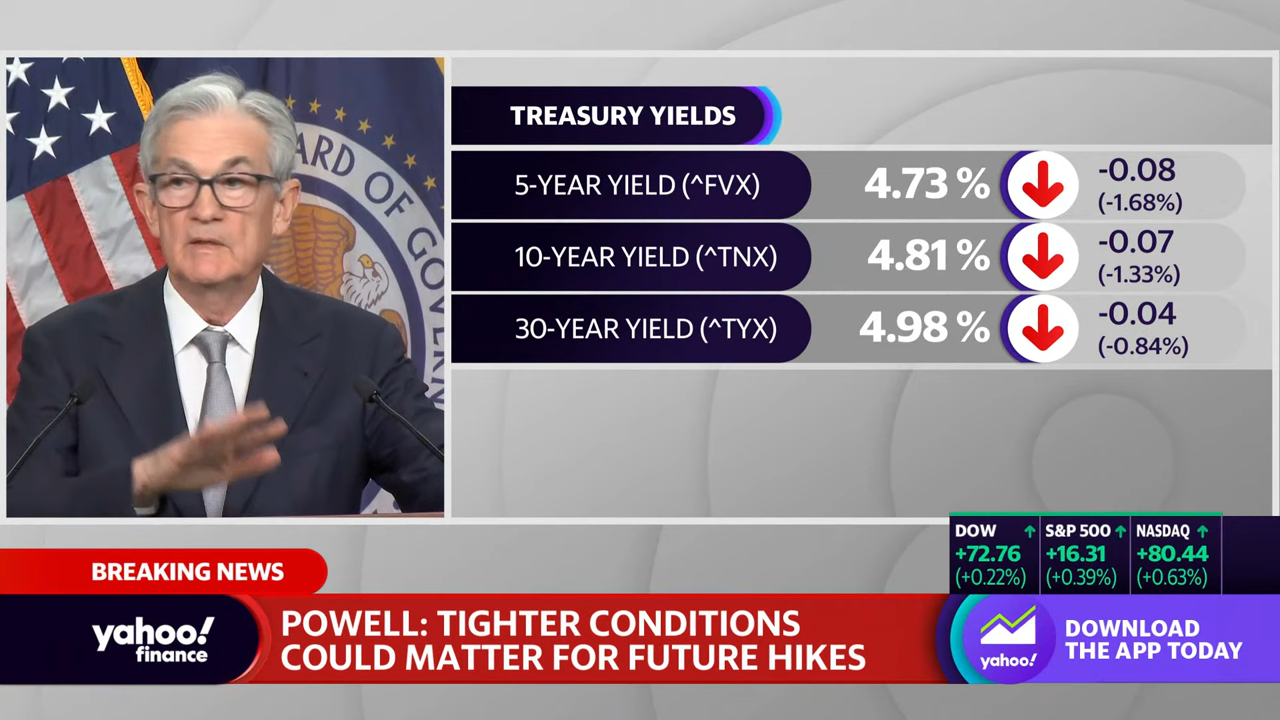 ARD OF GOVERN
TREASURY YIELDS
5-YEAR YIELD (^FVX) 4.73 % -0.08
(-1.68%)
10-YEAR YIELD (^TNX) 4.81 % -0.07
(-1.33%)
30-YEAR YIELD (^TYX) 4.98 % -0.04
(-0.84%)
DOW S&P 500 NASDAQ
+72.76 +16.31 +80.44
(+0.22%) (+0.39%) (+0.63%)
BREAKING NEWS
yahoo!
finance
POWELL: TIGHTER CONDITIONS
COULD MATTER FOR FUTURE HIKES
yahoo!
DOWNLOAD
THE APP TODAY